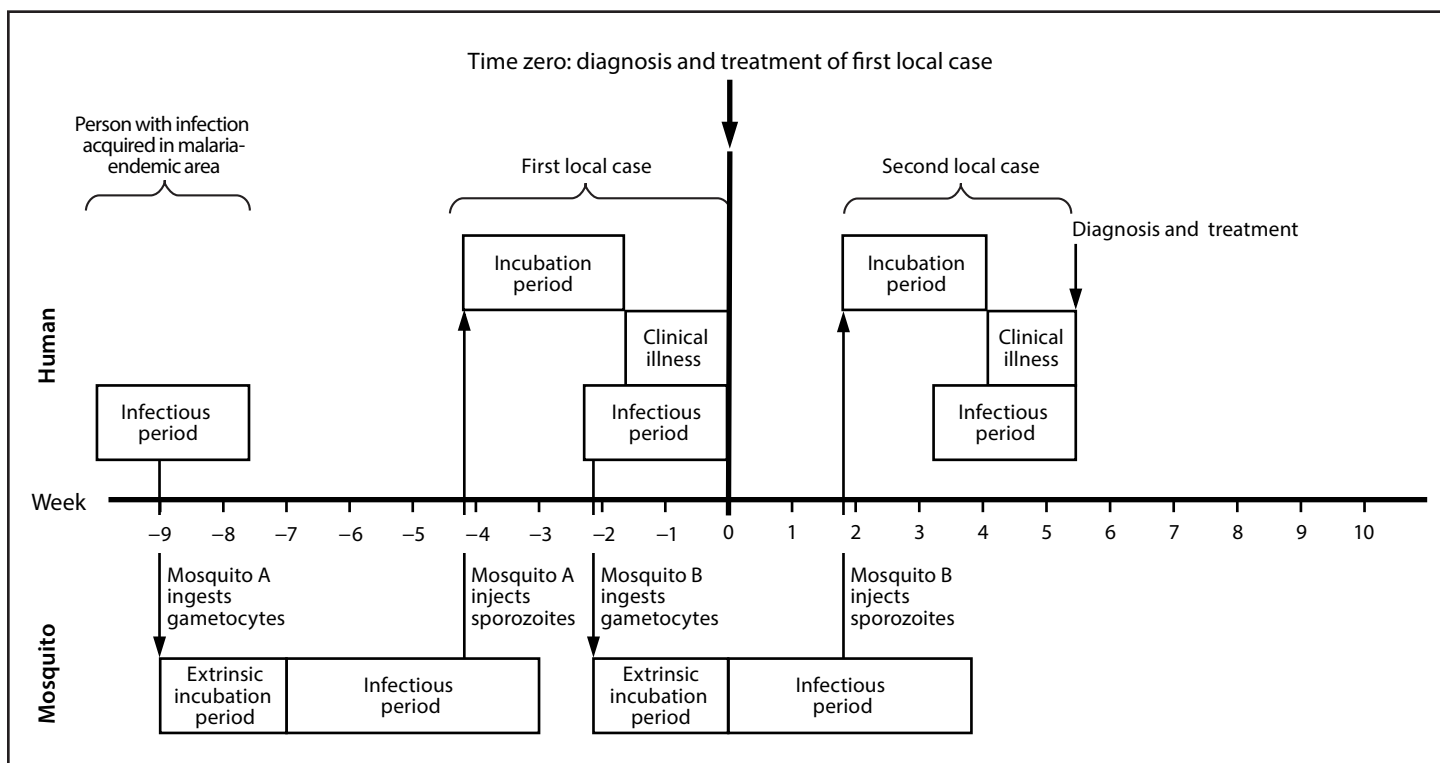 Time zero: diagnosis and treatment of first local case
Person with infection
acquired in malaria-
endemic area
First local case
Second local case
Diagnosis and treatment
Human
Incubation
period
Incubation
period
Clinical
illness
Clinical
illness
Infectious
period
Infectious
period
Infectious
period
Week
−9 −8 −7 −6 −5 −4 −3 −2 −1 0 1 2 3 4 5 6 7 8 9 10
Mosquito A
ingests
gametocytes
Mosquito A
injects
sporozoites
Mosquito B
ingests
gametocytes
Mosquito B
injects
sporozoites
Mosquito
Extrinsic
incubation
period
Infectious
period
Extrinsic
incubation
period
Infectious
period